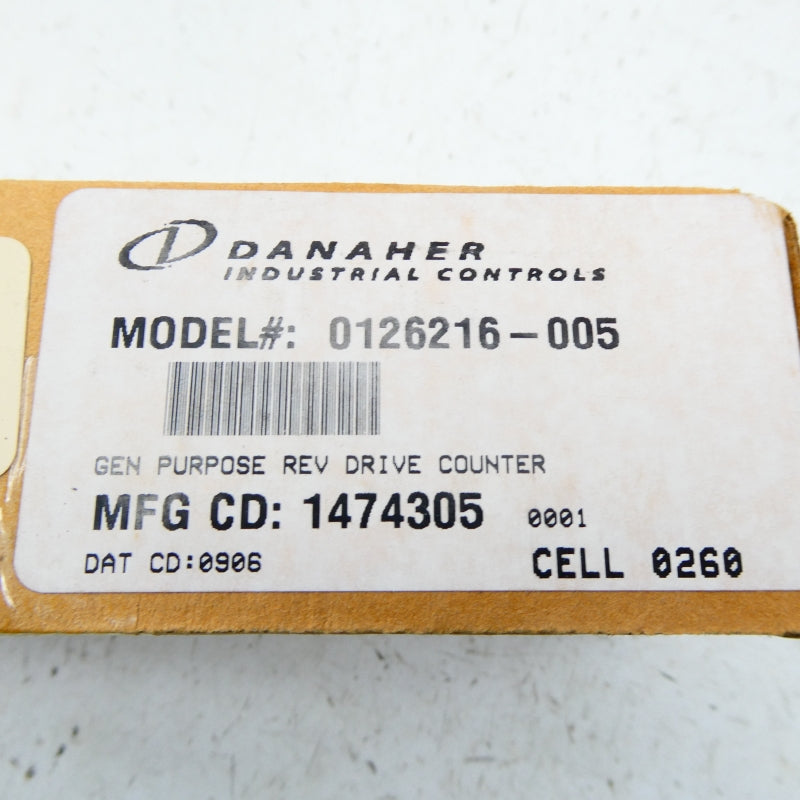 DANAHER
INDUSTRIAL CONTROLS
MODEL#: 0126216-005
GEN PURPOSE REV DRIVE COUNTER
MFG CD: 1474305 0001
DAT CD:0906 CELL 0260